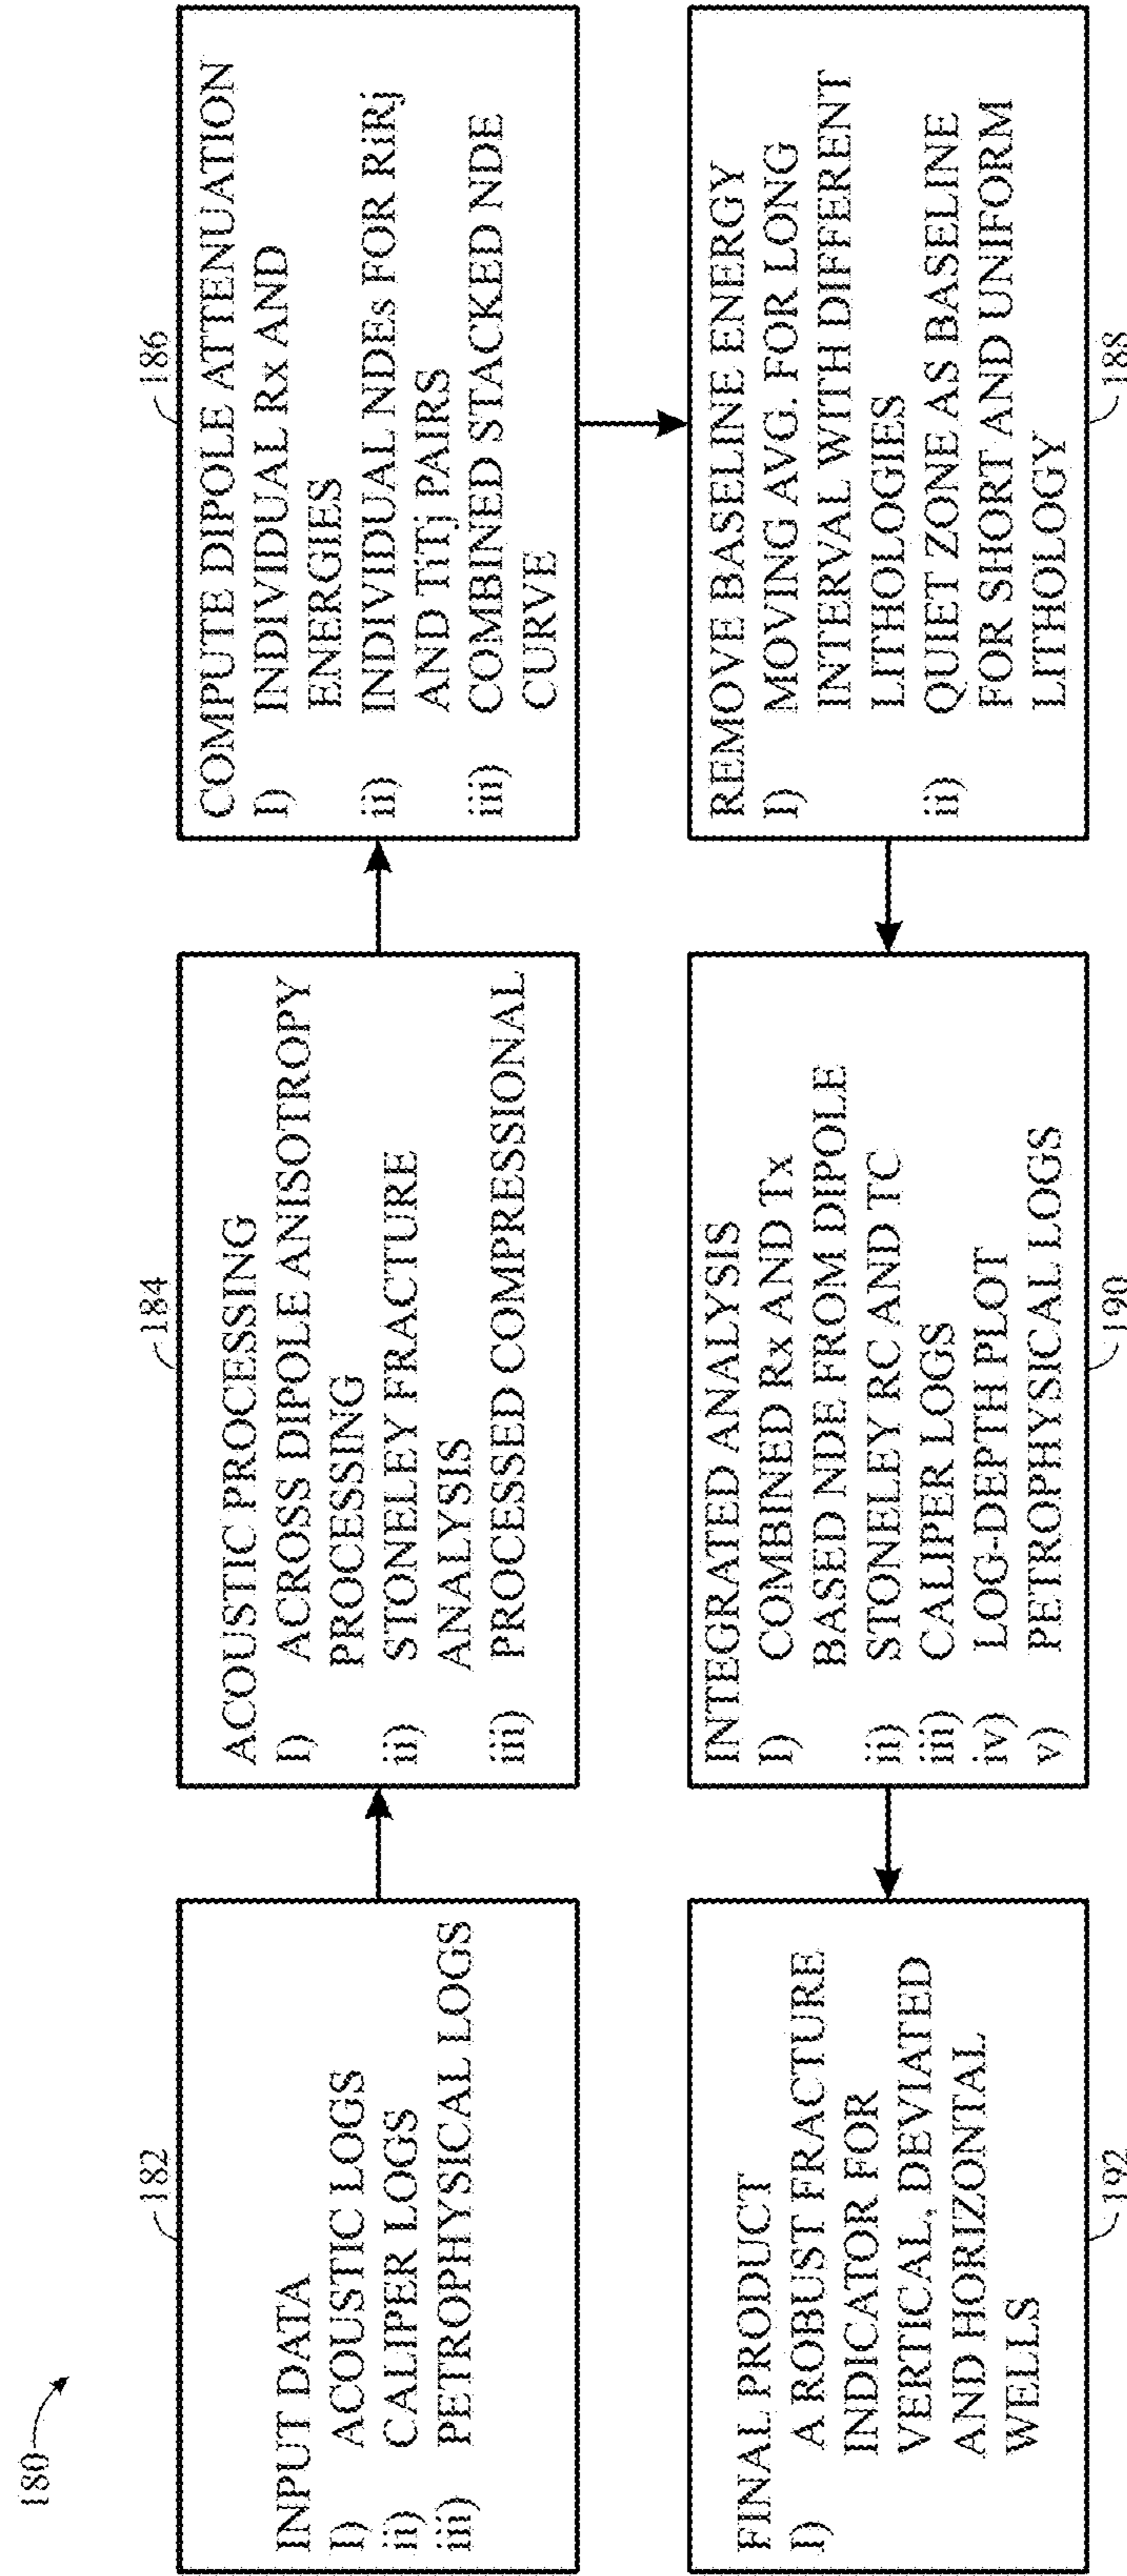 180
182
INPUT DATA
I) ACOUSTIC LOGS
ii) CALIPER LOGS
iii) PETROPHYSICAL LOGS
184
ACOUSTIC PROCESSING
I) ACROSS DIPOLE ANISOTROPY
PROCESSING
ii) STONELEY FRACTURE
ANALYSIS
iii) PROCESSED COMPRESSIONAL
186
COMPUTE DIPOLE ATTENUATION
I) INDIVIDUAL Rx AND
ENERGIES
ii) INDIVIDUAL NDEs FOR RiRj
AND TiTj PAIRS
iii) COMBINED STACKED NDE
CURVE
REMOVE BASELINE ENERGY
I) MOVING AVG. FOR LONG
INTERVAL WITH DIFFERENT
LITHOLOGIES
ii) QUIET ZONE AS BASELINE
FOR SHORT AND UNIFORM
LITHOLOGY
188
INTEGRATED ANALYSIS
I) COMBINED Rx AND Tx
BASED NDE FROM DIPOLE
ii) STONELEY RC AND TC
iii) CALIPER LOGS
iv) LOG-DEPTH PLOT
v) PETROPHYSICAL LOGS
190
FINAL PRODUCT
I) A ROBUST FRACTURE
INDICATOR FOR
VERTICAL, DEVIATED
AND HORIZONTAL
WELLS
192